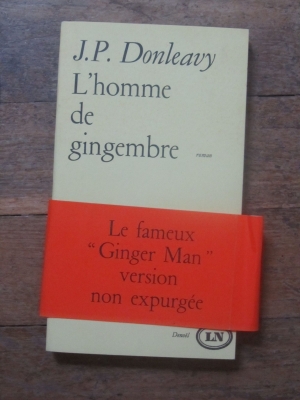 J.P. Donleavy
L'homme
de
gingembre
roman
Le fameux
"Ginger Man"
version
non expurgée
Denoël
LN